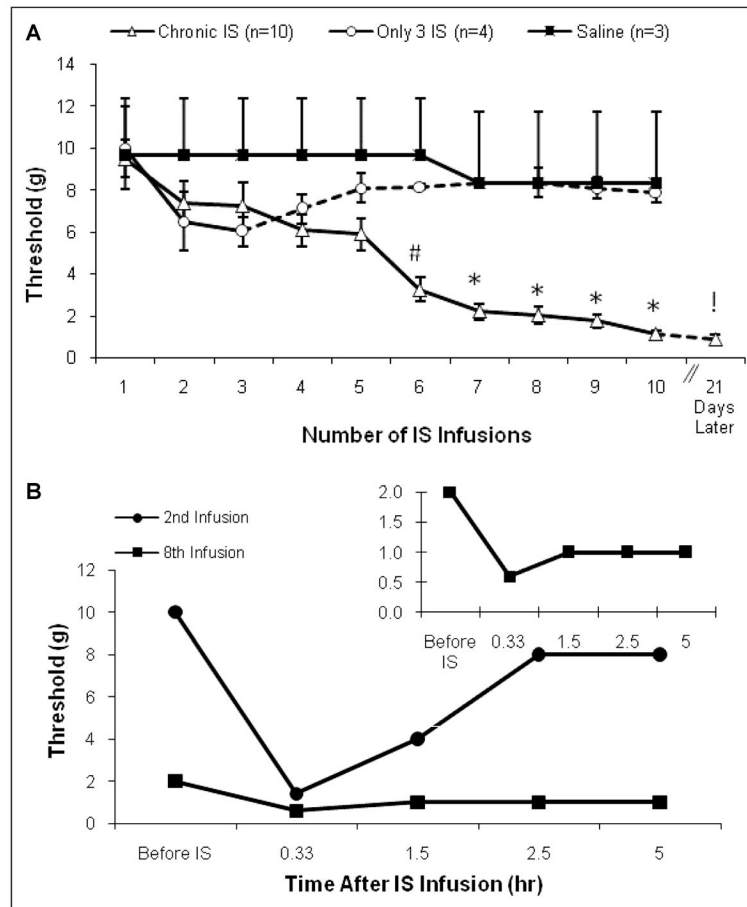 A
Chronic IS (n=10) Only 3 IS (n=4) Saline (n=3)
14
12
10
8
6
4
2
0
Threshold (g)
# * * * * !
1 2 3 4 5 6 7 8 9 10 // 21
Days
Later
Number of IS Infusions
B
2nd Infusion
8th Infusion
2.0
1.5
1.0
0.5
0.0
Before 0.33 1.5 2.5 5
IS
12
10
8
6
4
2
0
Threshold (g)
Before IS 0.33 1.5 2.5 5
Time After IS Infusion (hr)